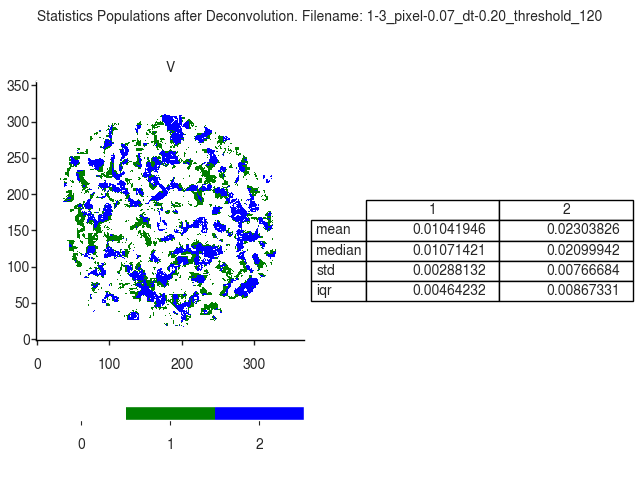 Statistics Populations after Deconvolution. Filename: 1-3_pixel-0.07_dt-0.20_threshold_120
V
350
300
250
200
150
100
50
0
0 100 200 300
0 1 2
1 2
mean 0.01041946 0.02303826
median 0.01071421 0.02099942
std 0.00288132 0.00766684
iqr 0.00464232 0.00867331